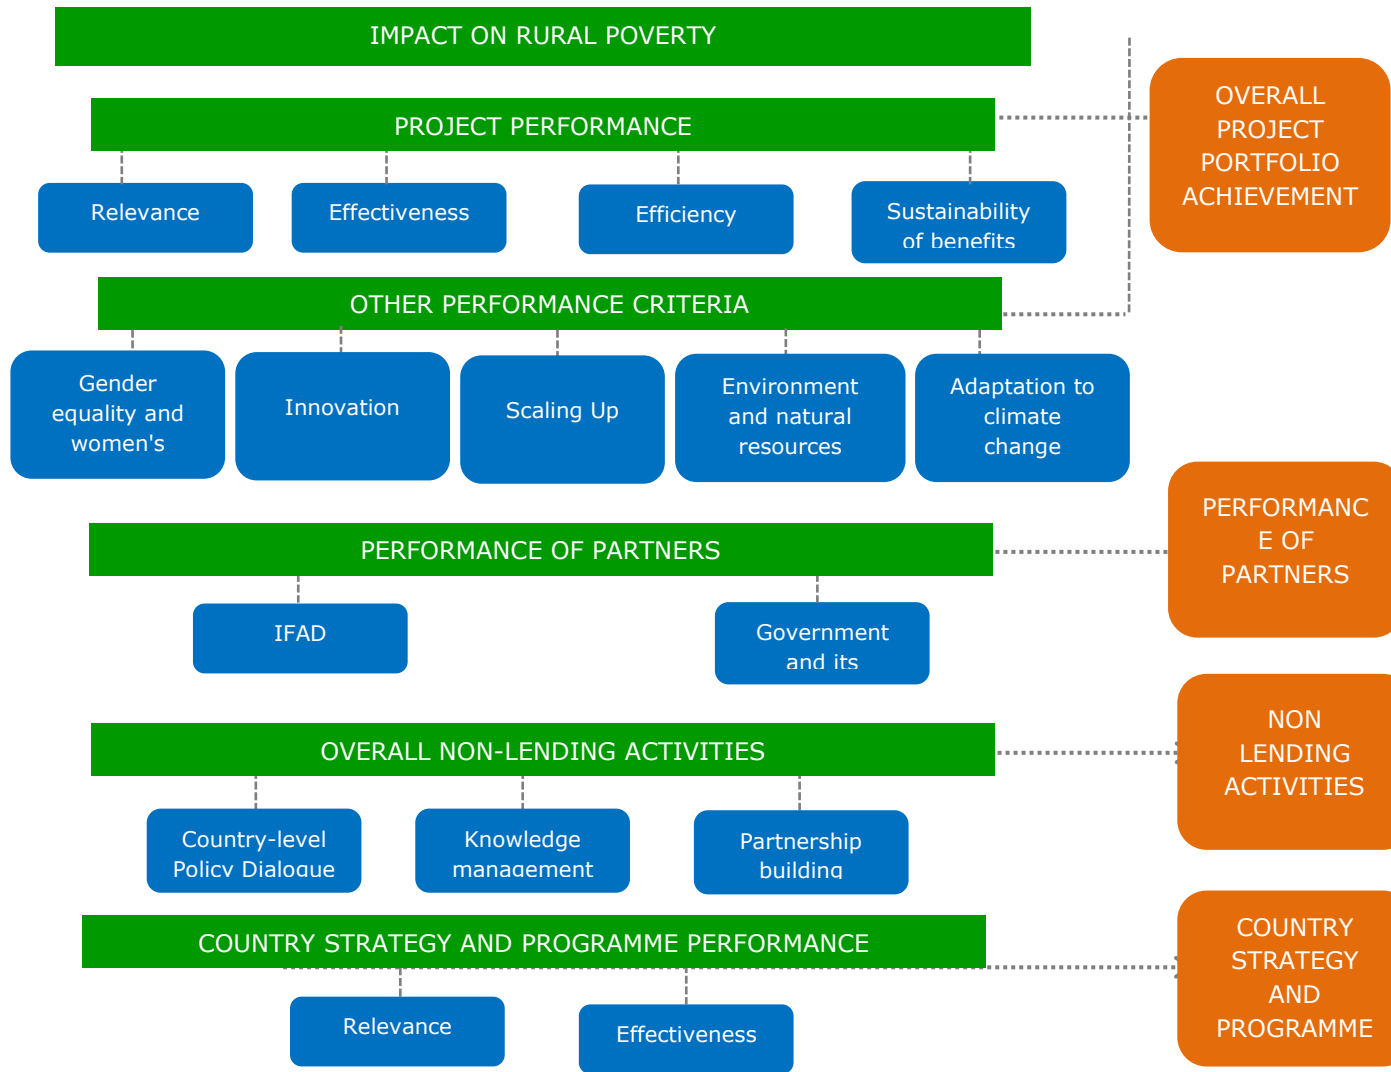 IMPACT ON RURAL POVERTY
OVERALL
PROJECT
PORTFOLIO
ACHIEVEMENT
PROJECT PERFORMANCE
Relevance
Effectiveness
Efficiency
Sustainability
of benefits
OTHER PERFORMANCE CRITERIA
Gender
equality and
women's
Innovation
Scaling Up
Environment
and natural
resources
Adaptation to
climate
change
PERFORMANC
E OF
PARTNERS
PERFORMANCE OF PARTNERS
IFAD
Government
and its
NON
LENDING
ACTIVITIES
OVERALL NON-LENDING ACTIVITIES
Country-level
Policy Dialogue
Knowledge
management
Partnership
building
COUNTRY
STRATEGY
AND
PROGRAMME
COUNTRY STRATEGY AND PROGRAMME PERFORMANCE
Relevance
Effectiveness